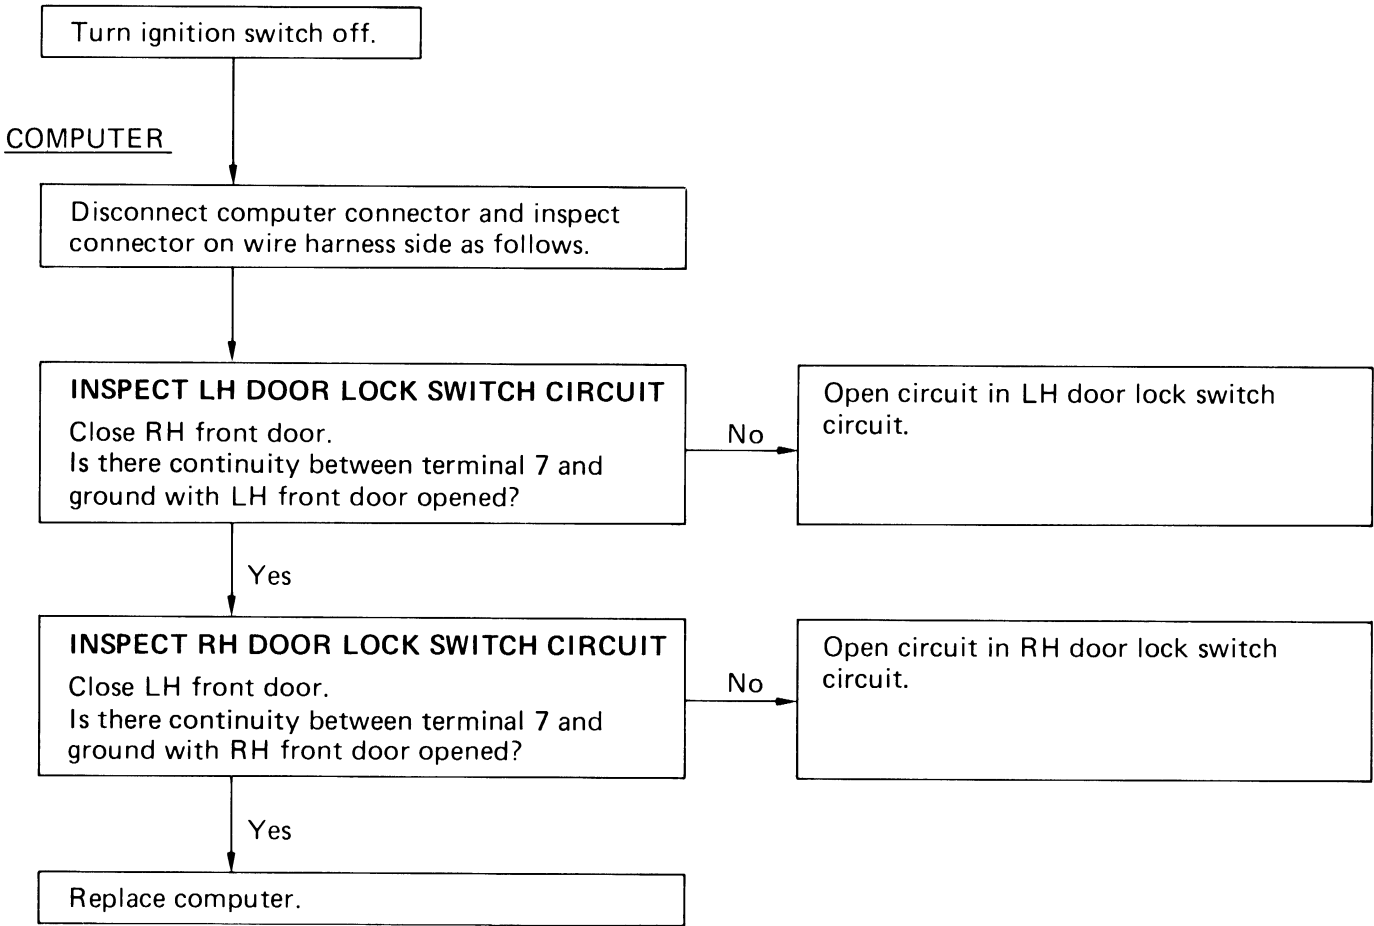 Turn ignition switch off.
COMPUTER
Disconnect computer connector and inspect
connector on wire harness side as follows.
INSPECT LH DOOR LOCK SWITCH CIRCUIT
Close RH front door.
Is there continuity between terminal 7 and
ground with LH front door opened?
No
Open circuit in LH door lock switch
circuit.
Yes
INSPECT RH DOOR LOCK SWITCH CIRCUIT
Close LH front door.
Is there continuity between terminal 7 and
ground with RH front door opened?
No
Open circuit in RH door lock switch
circuit.
Yes
Replace computer.